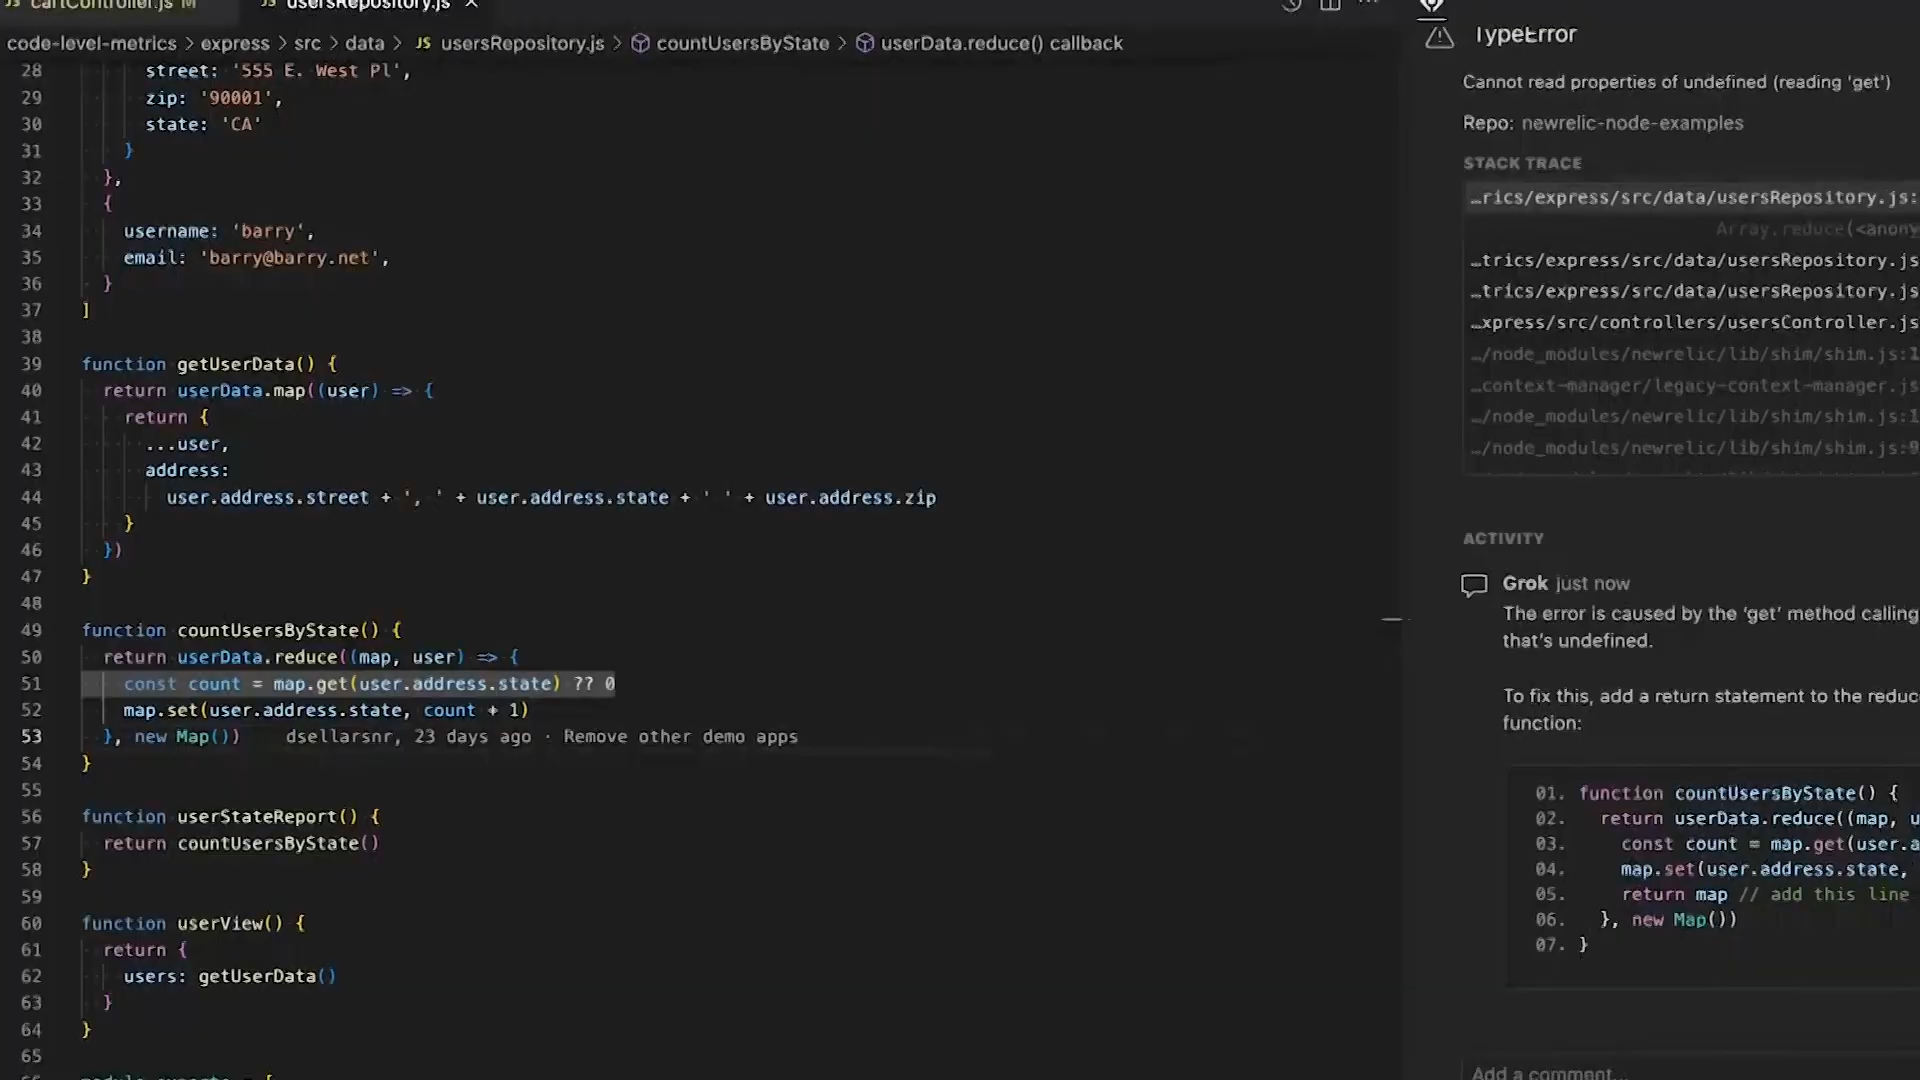 cartController.js M
JS usersRepository.js ×
code-level-metrics > express > src > data > JS usersRepository.js > countUsersByState > userData.reduce() callback
28 street: '555 E. West Pl',
29 zip: '90001',
30 state: 'CA'
31 }
32 },
33 {
34 username: 'barry',
35 email: 'barry@barry.net',
36 }
37 ]
38
39 function getUserData() {
40 return userData.map((user) => {
41 return {
42 ...user,
43 address:
44 user.address.street + ', ' + user.address.state + ' ' + user.address.zip
45 }
46 })
47 }
48
49 function countUsersByState() {
50 return userData.reduce((map, user) => {
51 const count = map.get(user.address.state) ?? 0
52 map.set(user.address.state, count + 1)
53 }, new Map()) dsellarsnr, 23 days ago · Remove other demo apps
54 }
55
56 function userStateReport() {
57 return countUsersByState()
58 }
59
60 function userView() {
61 return {
62 users: getUserData()
63 }
64 }
65
TypeError
Cannot read properties of undefined (reading 'get')
Repo: newrelic-node-examples
STACK TRACE
…rics/express/src/data/usersRepository.js:
Array.reduce(<anony
…trics/express/src/data/usersRepository.js
…trics/express/src/data/usersRepository.js
…xpress/src/controllers/usersController.js
…/node_modules/newrelic/lib/shim/shim.js:1
…context-manager/legacy-context-manager.js
…/node_modules/newrelic/lib/shim/shim.js:1
…/node_modules/newrelic/lib/shim/shim.js:9
ACTIVITY
Grok just now
The error is caused by the 'get' method calling
that's undefined.
To fix this, add a return statement to the reduc
function:
01. function countUsersByState() {
02. return userData.reduce((map, u
03. const count = map.get(user.a
04. map.set(user.address.state,
05. return map // add this line
06. }, new Map())
07. }
Add a comment...